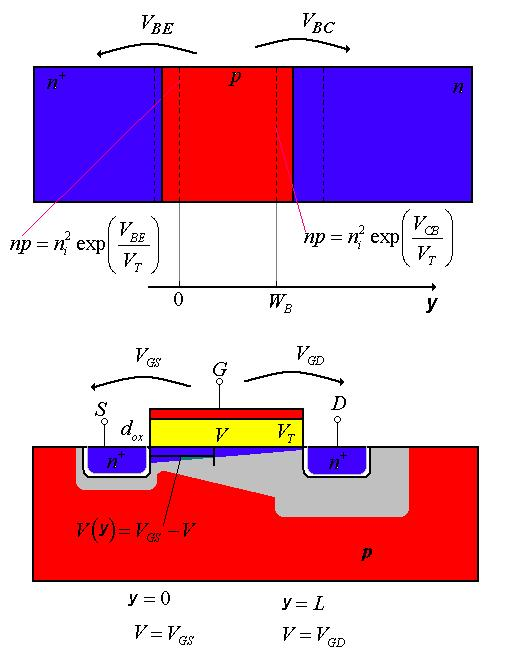 V_BE V_BC
n⁺ p n
np = n_i² exp(V_BE / V_T) np = n_i² exp(V_CB / V_T)
0 W_B y
V_GS G V_GD
S D
d_ox V V_T
n⁺ n⁺
V(y) = V_GS − V
p
y = 0 y = L
V = V_GS V = V_GD